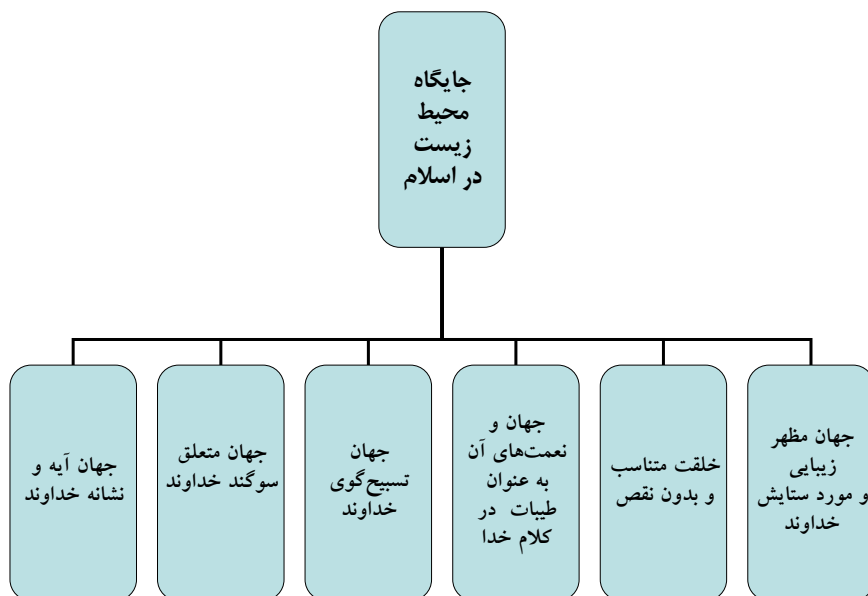 جایگاه
محیط
زیست
در اسلام
جهان مظهر
زیبایی
و مورد ستایش
خداوند
خلقت متناسب
و بدون نقص
جهان و
نعمت‌های آن
به عنوان
طیبات در
کلام خدا
جهان
تسبیح‌گوی
خداوند
جهان متعلق
سوگند خداوند
جهان آیه و
نشانه خداوند